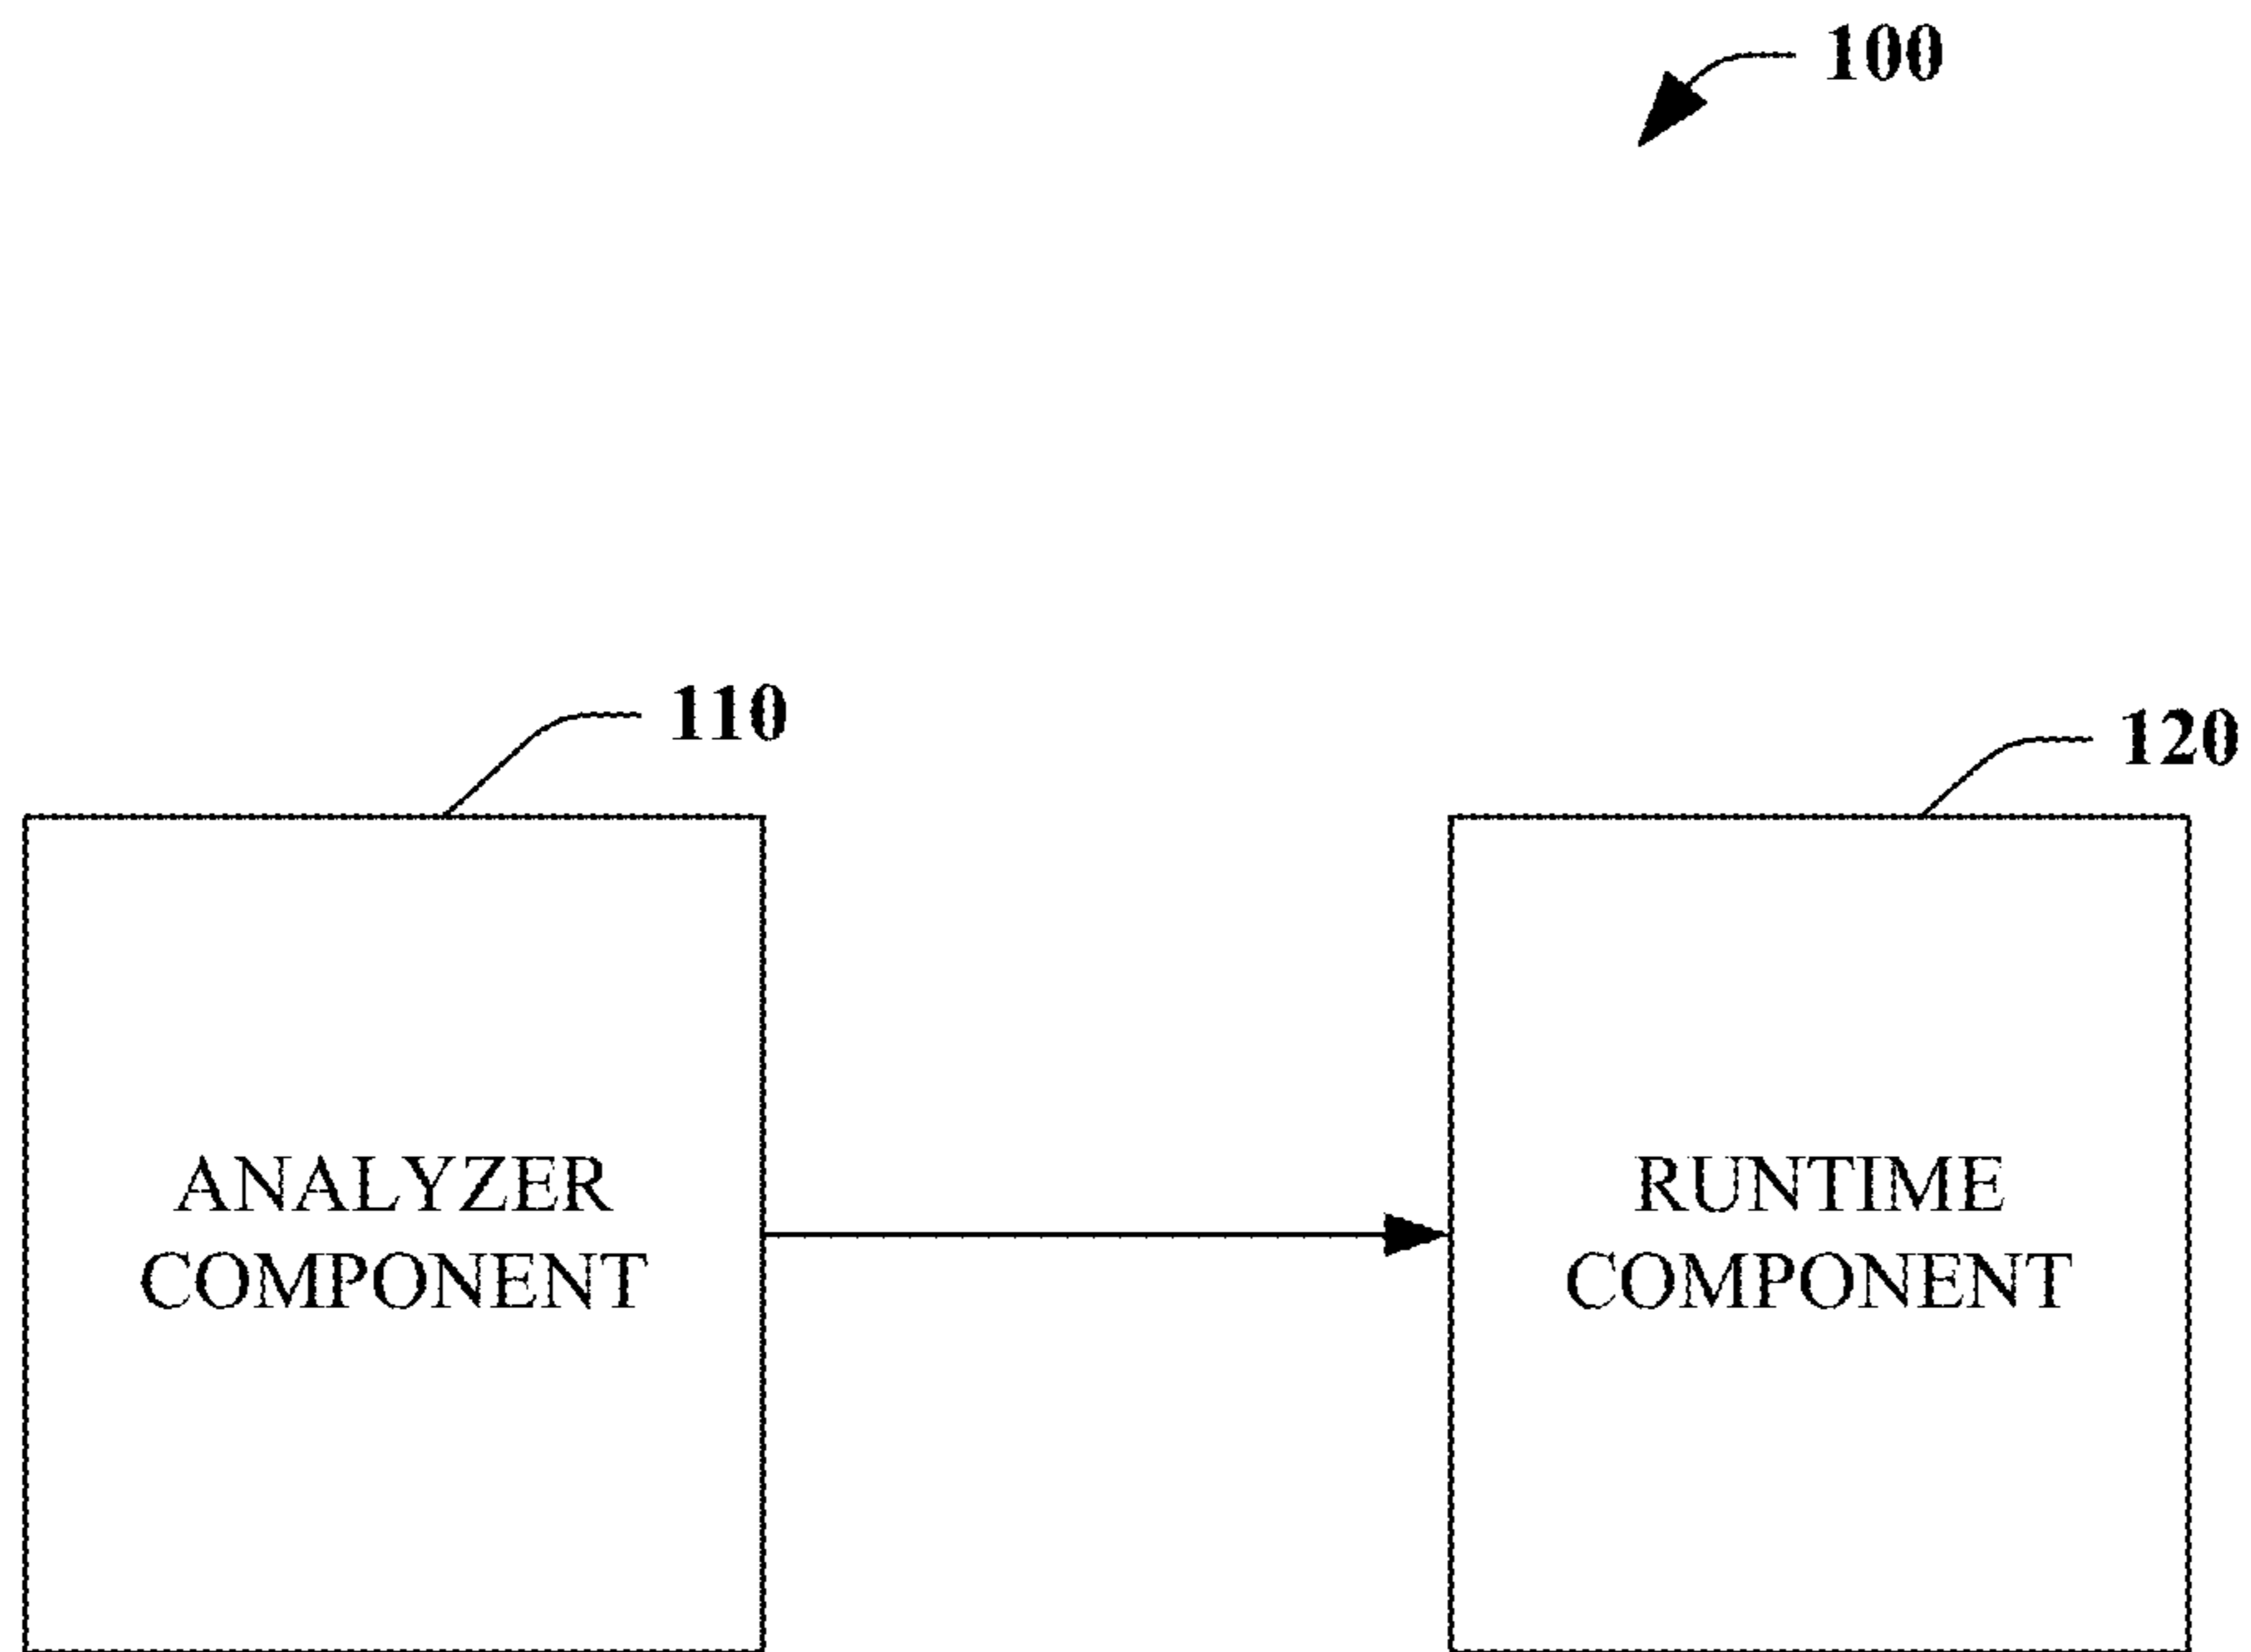 100
110
120
ANALYZER
COMPONENT
RUNTIME
COMPONENT